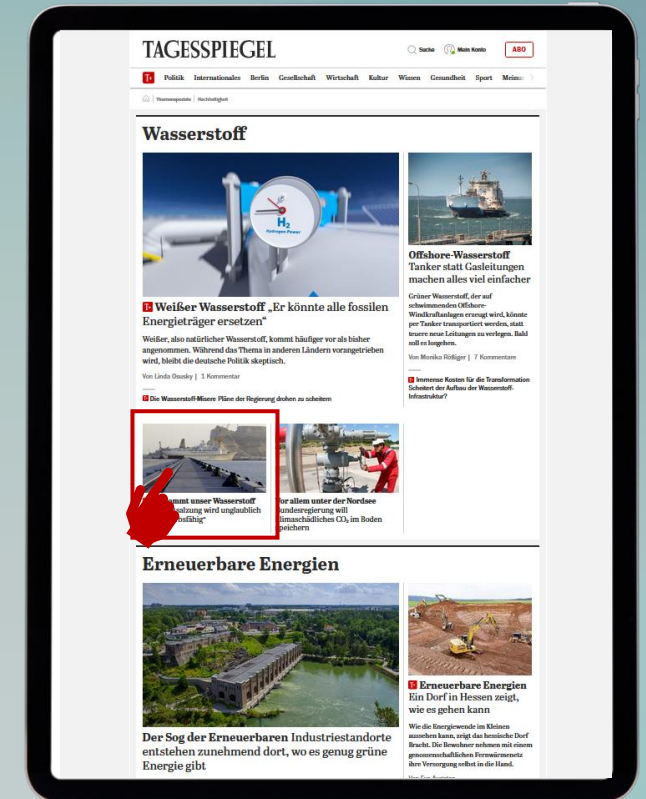 TAGESSPIEGEL
Suche
Mein Konto
ABO
T+ Politik Internationales Berlin Gesellschaft Wirtschaft Kultur Wissen Gesundheit Sport
Themenspezials | Nachhaltigkeit
Wasserstoff
H2
Hydrogen Power
T+ Weißer Wasserstoff „Er könnte alle fossilen
Energieträger ersetzen“
Weißer, also natürlicher Wasserstoff, kommt häufiger vor als bisher
angenommen. Während das Thema in anderen Ländern vorangetrieben
wird, bleibt die deutsche Politik skeptisch.
Von Linda Osusky | 1 Kommentar
T+ Die Wasserstoff-Misere Pläne der Regierung drohen zu scheitern
Offshore-Wasserstoff
Tanker statt Gasleitungen
machen alles viel einfacher
Grüner Wasserstoff, der auf
schwimmenden Offshore-
Windkraftanlagen erzeugt wird, könnte
per Tanker transportiert werden, statt
teuere neue Leitungen zu verlegen. Bald
soll es losgehen.
Von Monika Rößiger | 7 Kommentare
T+ Immense Kosten für die Transformation
Scheitert der Aufbau der Wasserstoff-
Infrastruktur?
unser Wasserstoff
wird unglaublich
Vor allem unter der Nordsee
Bundesregierung will
klimaschädliches CO₂ im Boden
speichern
Erneuerbare Energien
Der Sog der Erneuerbaren Industriestandorte
entstehen zunehmend dort, wo es genug grüne
Energie gibt
T+ Erneuerbare Energien
Ein Dorf in Hessen zeigt,
wie es gehen kann
Wie die Energiewende im Kleinen
aussehen kann, zeigt das hessische Dorf
Bracht. Die Bewohner nehmen mit einem
genossenschaftlichen Fernwärmenetz
ihre Versorgung selbst in die Hand.